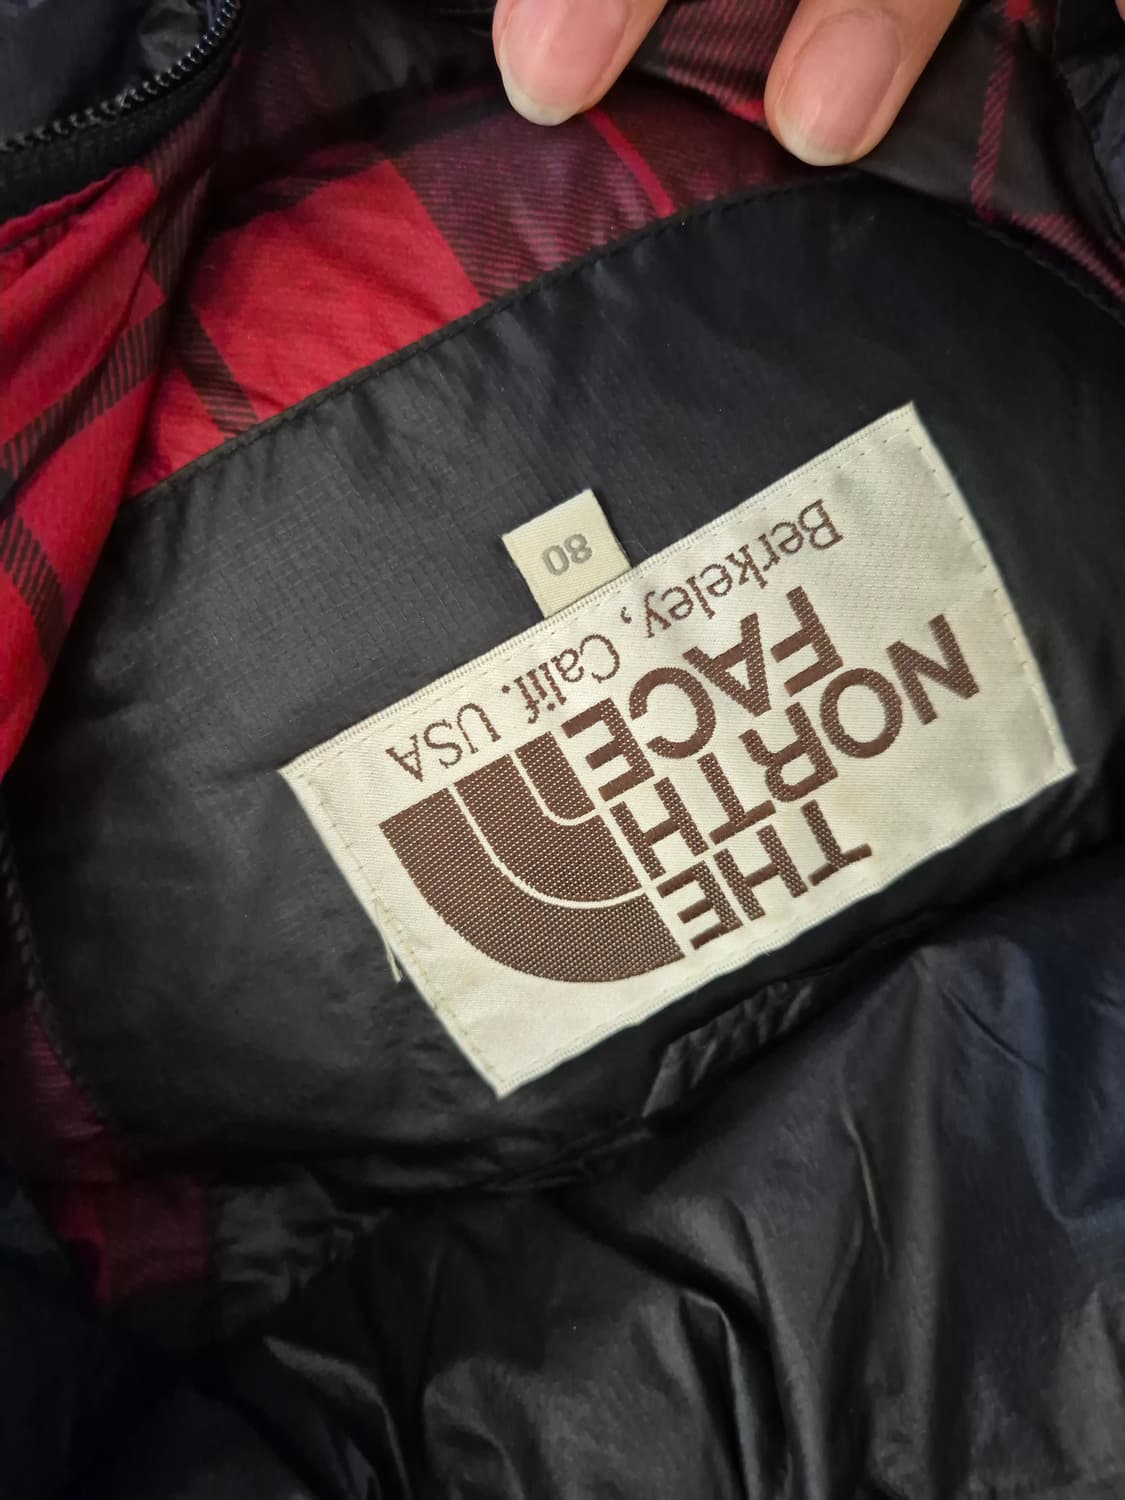 THE
NORTH
FACE
Berkeley, Calif. USA
80